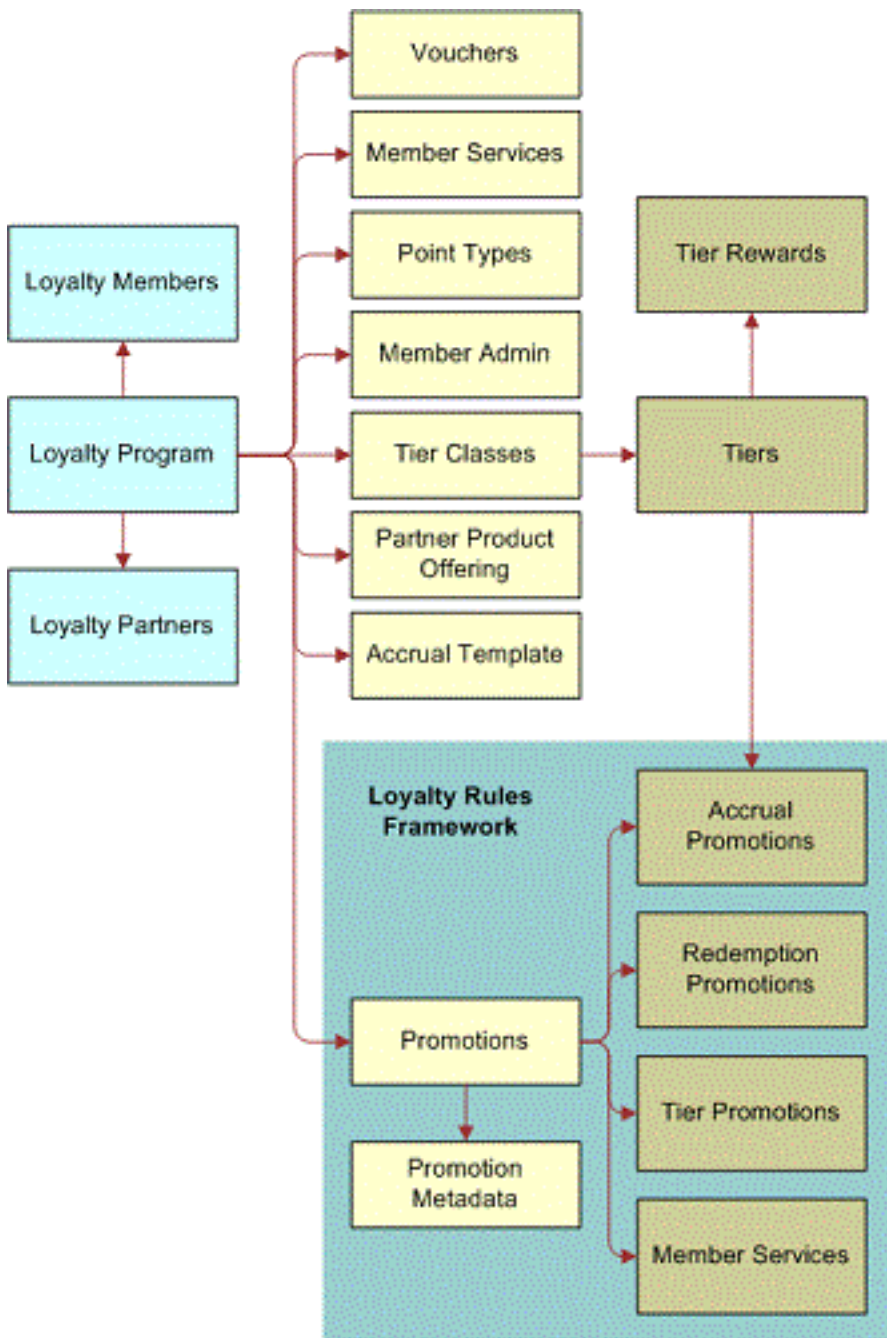 Vouchers
Member Services
Point Types
Tier Rewards
Loyalty Members
Member Admin
Loyalty Program
Tier Classes
Tiers
Partner Product
Offering
Loyalty Partners
Accrual Template
Loyalty Rules
Framework
Accrual
Promotions
Redemption
Promotions
Promotions
Tier Promotions
Promotion
Metadata
Member Services